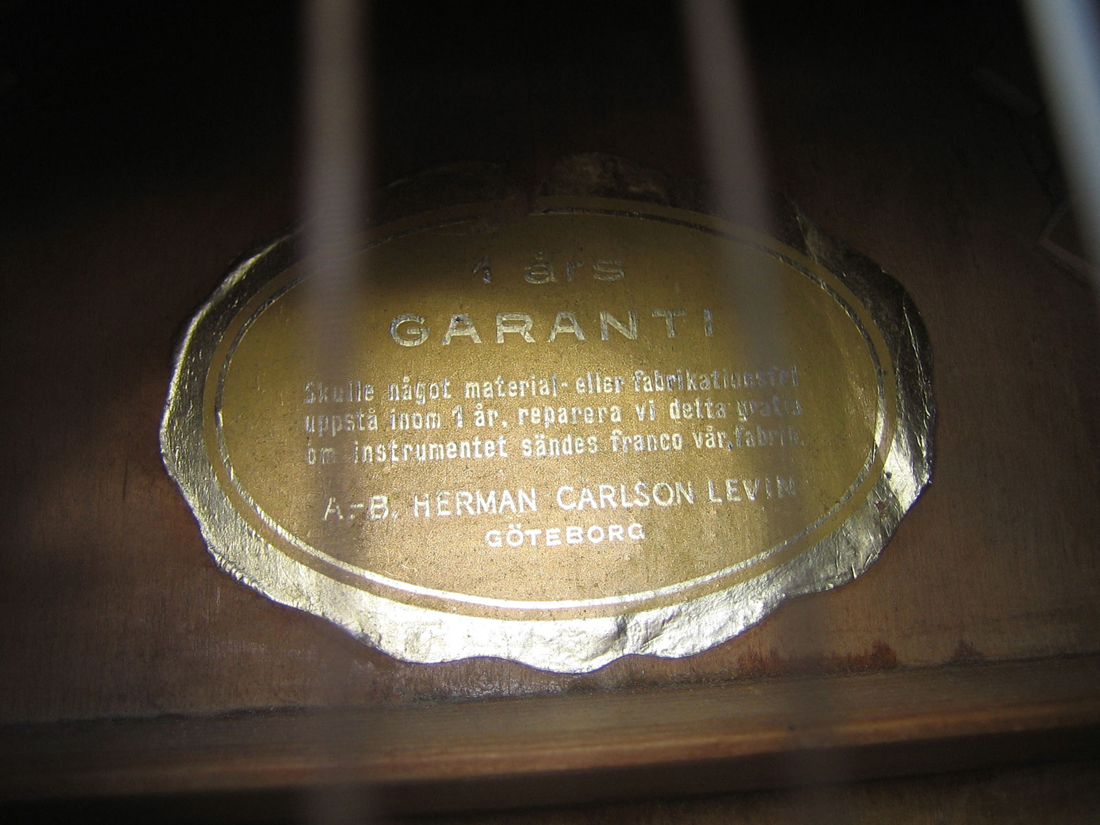 1 års
GARANTI
Skulle något material- eller fabrikationsfel
uppstå inom 1 år, reparera vi detta gratis
om instrumentet sändes franco vår fabrik.
A.-B. HERMAN CARLSON LEVIN
GÖTEBORG